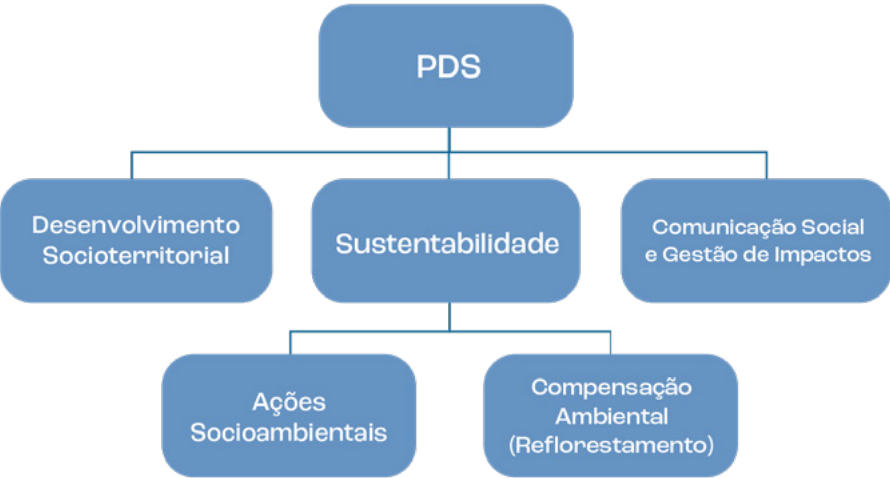 PDS
Desenvolvimento
Socioterritorial
Sustentabilidade
Comunicação Social
e Gestão de Impactos
Ações
Socioambientais
Compensação
Ambiental
(Reflorestamento)